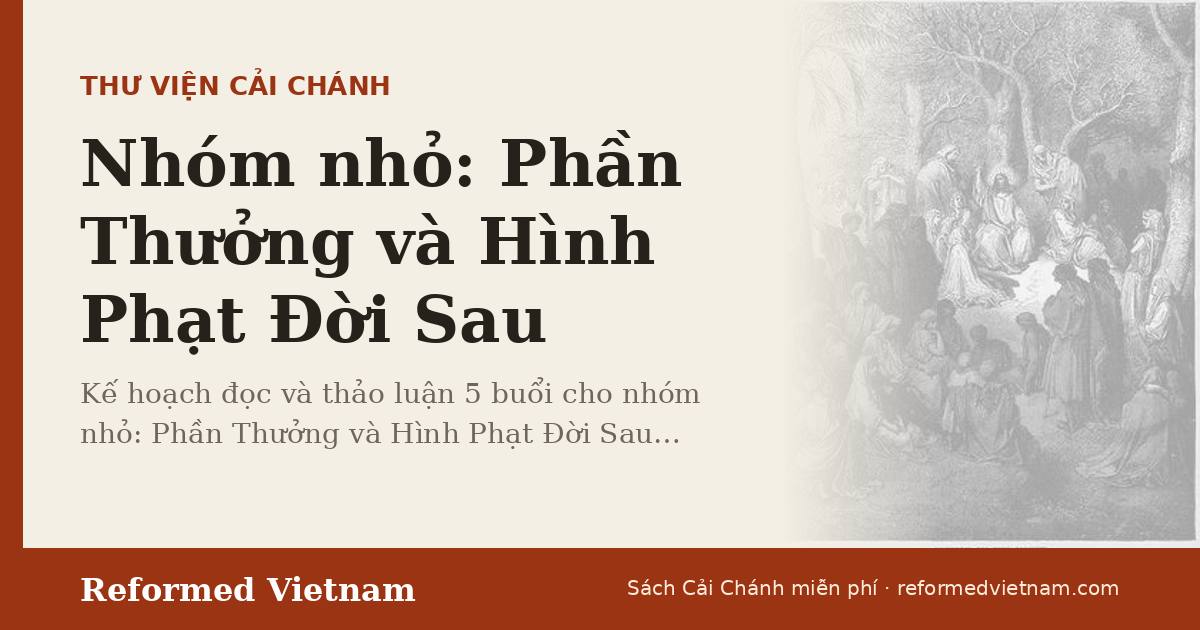 THƯ VIỆN CẢI CHÁNH
Nhóm nhỏ: Phần
Thưởng và Hình
Phạt Đời Sau
Kế hoạch đọc và thảo luận 5 buổi cho nhóm
nhỏ: Phần Thưởng và Hình Phạt Đời Sau...
Reformed Vietnam
Sách Cải Chánh miễn phí · reformedvietnam.com